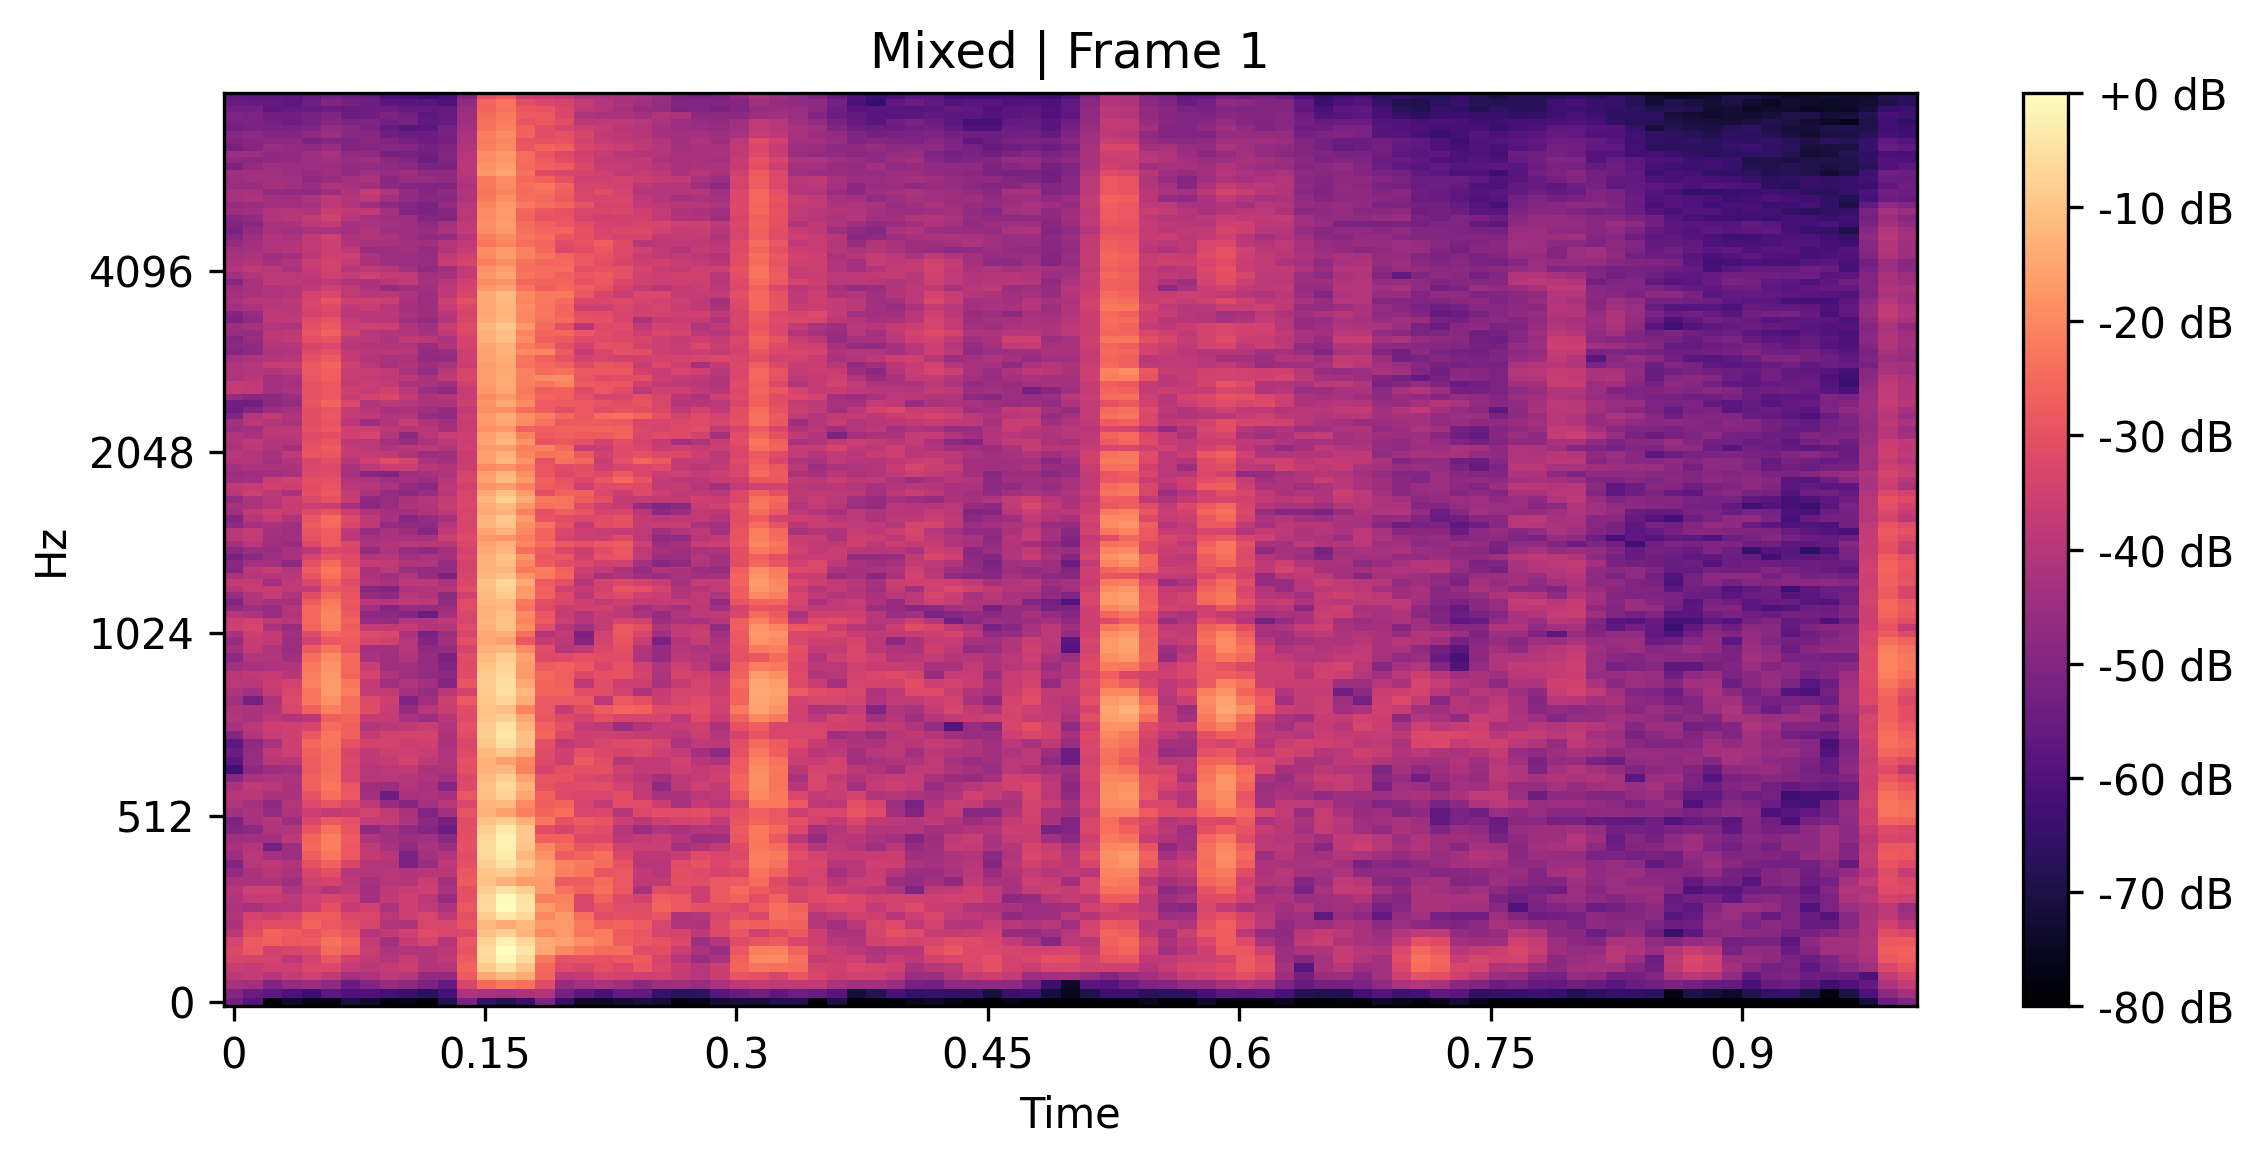 Mixed | Frame 1
Hz
4096
2048
1024
512
0
0 0.15 0.3 0.45 0.6 0.75 0.9
Time
+0 dB
-10 dB
-20 dB
-30 dB
-40 dB
-50 dB
-60 dB
-70 dB
-80 dB